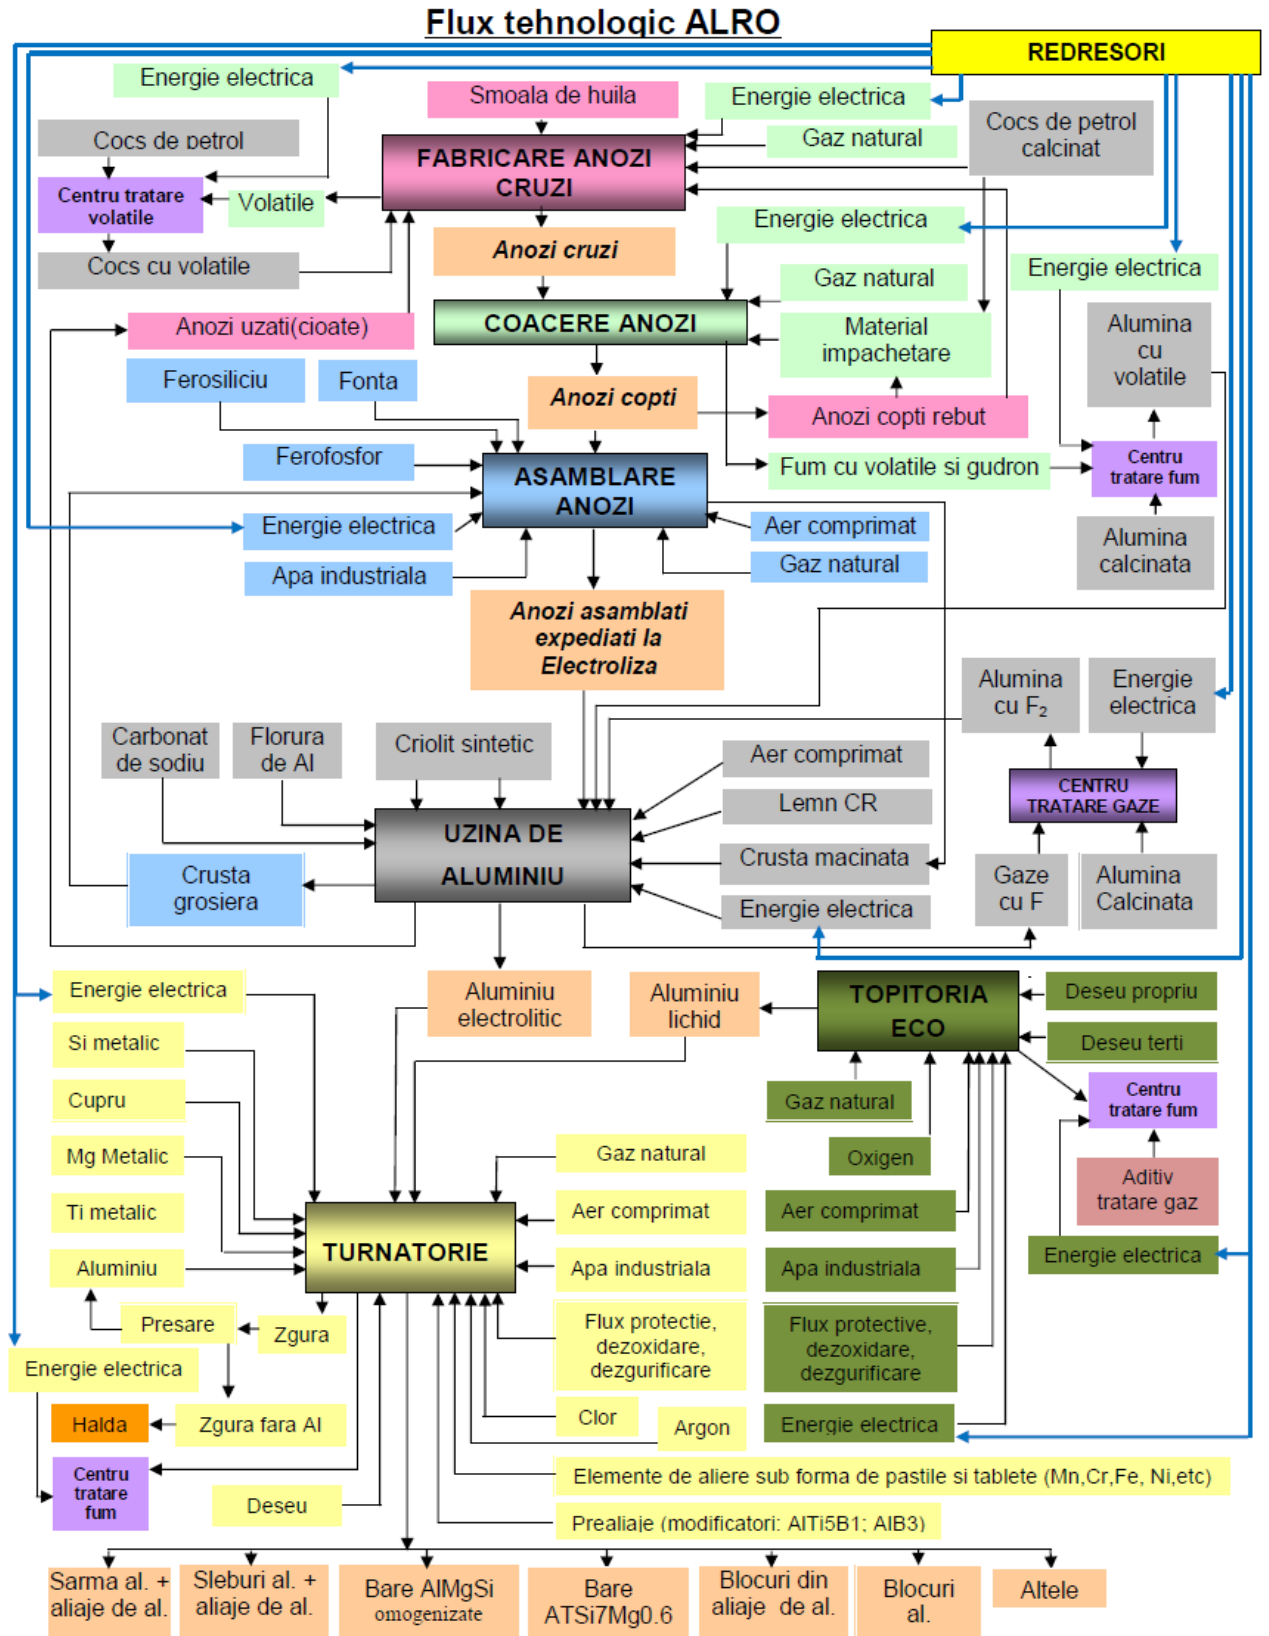 Flux tehnologic ALRO
REDRESORI
Energie electrica
Smoala de huila
Energie electrica
Cocs de petrol
calcinat
Cocs de petrol
Gaz natural
FABRICARE ANOZI
CRUZI
Centru tratare
volatile
Volatile
Energie electrica
Anozi cruzi
Cocs cu volatile
Energie electrica
Gaz natural
Anozi uzati(cioate)
COACERE ANOZI
Material
impachetare
Alumina
cu
volatile
Ferosiliciu
Fonta
Anozi copti
Anozi copti rebut
Ferofosfor
ASAMBLARE
ANOZI
Fum cu volatile si gudron
Centru
tratare fum
Energie electrica
Aer comprimat
Alumina
calcinata
Apa industriala
Gaz natural
Anozi asamblati
expediati la
Electroliza
Alumina
cu F2
Energie
electrica
Carbonat
de sodiu
Florura
de Al
Criolit sintetic
Aer comprimat
CENTRU
TRATARE GAZE
Lemn CR
UZINA DE
ALUMINIU
Crusta macinata
Crusta
grosiera
Gaze
cu F
Alumina
Calcinata
Energie electrica
Energie electrica
Aluminiu
electrolitic
Aluminiu
lichid
TOPITORIA
ECO
Deseu propriu
Si metalic
Deseu terti
Cupru
Gaz natural
Centru
tratare fum
Mg Metalic
Gaz natural
Oxigen
Aditiv
tratare gaz
Ti metalic
Aer comprimat
Aer comprimat
TURNATORIE
Energie electrica
Aluminiu
Apa industriala
Apa industriala
Presare
Zgura
Flux protectie,
dezoxidare,
dezgurificare
Flux protective,
dezoxidare,
dezgurificare
Energie electrica
Halda
Zgura fara Al
Clor
Argon
Energie electrica
Centru
tratare
fum
Elemente de aliere sub forma de pastile si tablete (Mn,Cr,Fe, Ni,etc)
Deseu
Prealiaje (modificatori: AlTi5B1; AlB3)
Sarma al. +
aliaje de al.
Sleburi al. +
aliaje de al.
Bare AlMgSi
omogenizate
Bare
ATSi7Mg0.6
Blocuri din
aliaje de al.
Blocuri
al.
Altele